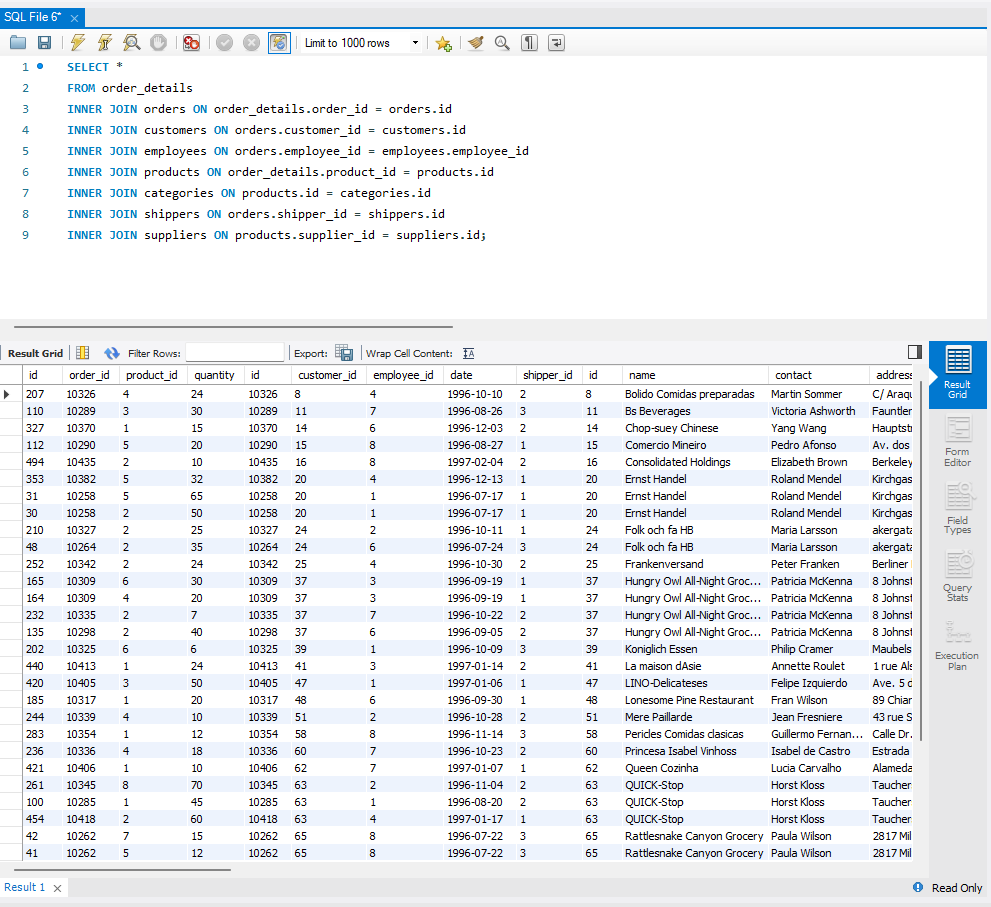 SQL File 6*
Limit to 1000 rows
1 SELECT *
2 FROM order_details
3 INNER JOIN orders ON order_details.order_id = orders.id
4 INNER JOIN customers ON orders.customer_id = customers.id
5 INNER JOIN employees ON orders.employee_id = employees.employee_id
6 INNER JOIN products ON order_details.product_id = products.id
7 INNER JOIN categories ON products.id = categories.id
8 INNER JOIN shippers ON orders.shipper_id = shippers.id
9 INNER JOIN suppliers ON products.supplier_id = suppliers.id;
Result Grid Filter Rows: Export: Wrap Cell Content:
id order_id product_id quantity id customer_id employee_id date shipper_id id name contact address
207 10326 4 24 10326 8 4 1996-10-10 2 8 Bolido Comidas preparadas Martin Sommer C/ Araqu
110 10289 3 30 10289 11 7 1996-08-26 3 11 Bs Beverages Victoria Ashworth Fauntler
327 10370 1 15 10370 14 6 1996-12-03 2 14 Chop-suey Chinese Yang Wang Hauptstr
112 10290 5 20 10290 15 8 1996-08-27 1 15 Comercio Mineiro Pedro Afonso Av. dos
494 10435 2 10 10435 16 8 1997-02-04 2 16 Consolidated Holdings Elizabeth Brown Berkeley
353 10382 5 32 10382 20 4 1996-12-13 1 20 Ernst Handel Roland Mendel Kirchgas
31 10258 5 65 10258 20 1 1996-07-17 1 20 Ernst Handel Roland Mendel Kirchgas
30 10258 2 50 10258 20 1 1996-07-17 1 20 Ernst Handel Roland Mendel Kirchgas
210 10327 2 25 10327 24 2 1996-10-11 1 24 Folk och fa HB Maria Larsson akergata
48 10264 2 35 10264 24 6 1996-07-24 3 24 Folk och fa HB Maria Larsson akergata
252 10342 2 24 10342 25 4 1996-10-30 2 25 Frankenversand Peter Franken Berliner
165 10309 6 30 10309 37 3 1996-09-19 1 37 Hungry Owl All-Night Groc... Patricia McKenna 8 Johnst
164 10309 4 20 10309 37 3 1996-09-19 1 37 Hungry Owl All-Night Groc... Patricia McKenna 8 Johnst
232 10335 2 7 10335 37 7 1996-10-22 2 37 Hungry Owl All-Night Groc... Patricia McKenna 8 Johnst
135 10298 2 40 10298 37 6 1996-09-05 2 37 Hungry Owl All-Night Groc... Patricia McKenna 8 Johnst
202 10325 6 6 10325 39 1 1996-10-09 3 39 Koniglich Essen Philip Cramer Maubels
440 10413 1 24 10413 41 3 1997-01-14 2 41 La maison dAsie Annette Roulet 1 rue Als
420 10405 3 50 10405 47 1 1997-01-06 1 47 LINO-Delicateses Felipe Izquierdo Ave. 5 d
185 10317 1 20 10317 48 6 1996-09-30 1 48 Lonesome Pine Restaurant Fran Wilson 89 Chiar
244 10339 4 10 10339 51 2 1996-10-28 2 51 Mere Paillarde Jean Fresniere 43 rue S
283 10354 1 12 10354 58 8 1996-11-14 3 58 Pericles Comidas clasicas Guillermo Fernan... Calle Dr.
236 10336 4 18 10336 60 7 1996-10-23 2 60 Princesa Isabel Vinhoss Isabel de Castro Estrada
421 10406 1 10 10406 62 7 1997-01-07 1 62 Queen Cozinha Lucia Carvalho Alameda
261 10345 8 70 10345 63 2 1996-11-04 2 63 QUICK-Stop Horst Kloss Taucher
100 10285 1 45 10285 63 1 1996-08-20 2 63 QUICK-Stop Horst Kloss Taucher
454 10418 2 60 10418 63 4 1997-01-17 1 63 QUICK-Stop Horst Kloss Taucher
42 10262 7 15 10262 65 8 1996-07-22 3 65 Rattlesnake Canyon Grocery Paula Wilson 2817 Mil
41 10262 5 12 10262 65 8 1996-07-22 3 65 Rattlesnake Canyon Grocery Paula Wilson 2817 Mil
Result
Grid
Form
Editor
Field
Types
Query
Stats
Execution
Plan
Result 1
Read Only